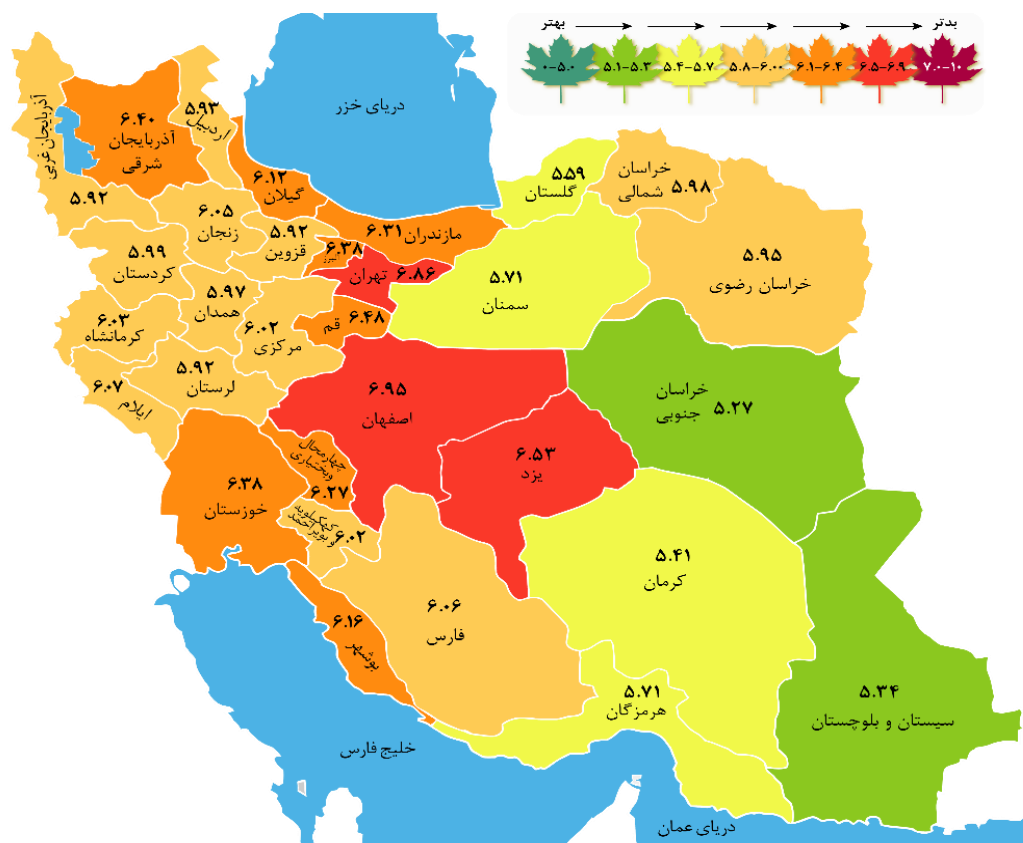 بهتر
بدتر
۰-۵.۰
۵.۱-۵.۳
۵.۴-۵.۷
۵.۸-۶.۰۰
۶.۱-۶.۴
۶.۵-۶.۹
۷.۰-۱۰
دریای خزر
آذربایجان غربی
۵.۹۲
۶.۴۰
آذربایجان
شرقی
۵.۹۳
اردبیل
۶.۱۲
گیلان
۶.۰۵
زنجان
۵.۹۲
قزوین
۶.۳۸
البرز
مازندران ۶.۳۱
تهران ۶.۸۶
۵۵۹
گلستان
خراسان
شمالی ۵.۹۸
۵.۹۵
خراسان رضوی
۵.۷۱
سمنان
۵.۹۹
کردستان
۵.۹۷
همدان
۶.۰۳
کرمانشاه
۶.۰۲
مرکزی
قم ۶.۴۸
۵.۹۲
لرستان
۶.۰۷
ایلام
۶.۹۵
اصفهان
خراسان
جنوبی ۵.۲۷
۶.۵۳
یزد
چهارمحال
وبختیاری
۶.۲۷
۶.۳۸
خوزستان
کهکیلویه
و بویراحمد
۶.۰۲
۵.۴۱
کرمان
۶.۰۶
فارس
۶.۱۶
بوشهر
۵.۷۱
هرمزگان
۵.۳۴
سیستان و بلوچستان
خلیج فارس
دریای عمان